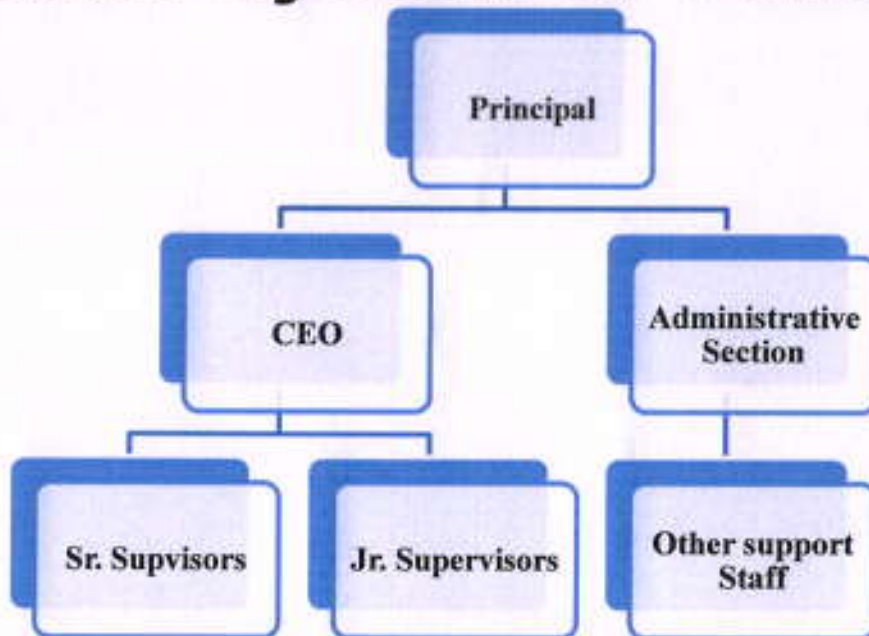 Principal
CEO
Administrative
Section
Sr. Supvisors
Jr. Supervisors
Other support
Staff